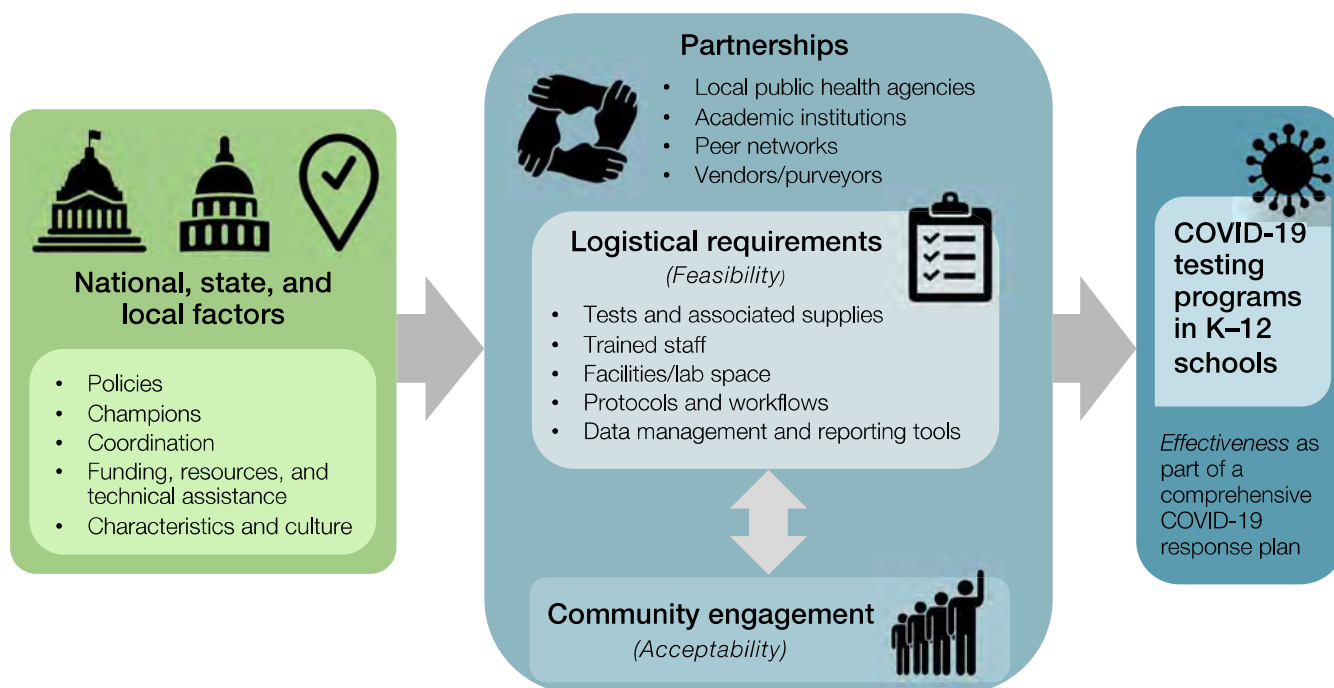 National, state, and
local factors
• Policies
• Champions
• Coordination
• Funding, resources, and
technical assistance
• Characteristics and culture
Partnerships
• Local public health agencies
• Academic institutions
• Peer networks
• Vendors/purveyors
Logistical requirements
(Feasibility)
• Tests and associated supplies
• Trained staff
• Facilities/lab space
• Protocols and workflows
• Data management and reporting tools
Community engagement
(Acceptability)
COVID-19
testing
programs
in K–12
schools
Effectiveness as
part of a
comprehensive
COVID-19
response plan